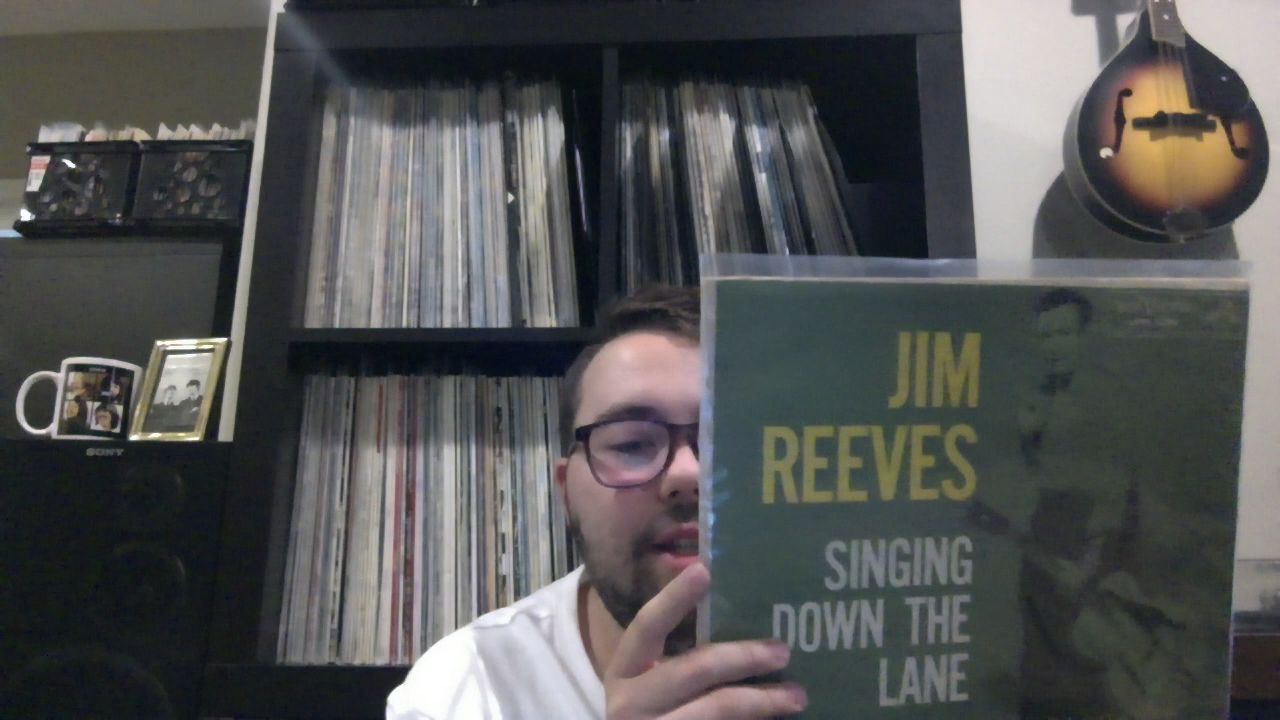 SONY
JIM
REEVES
SINGING
DOWN THE
LANE